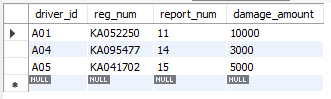 driver_id reg_num report_num damage_amount
A01 KA052250 11 10000
A04 KA095477 14 3000
A05 KA041702 15 5000
NULL NULL NULL NULL